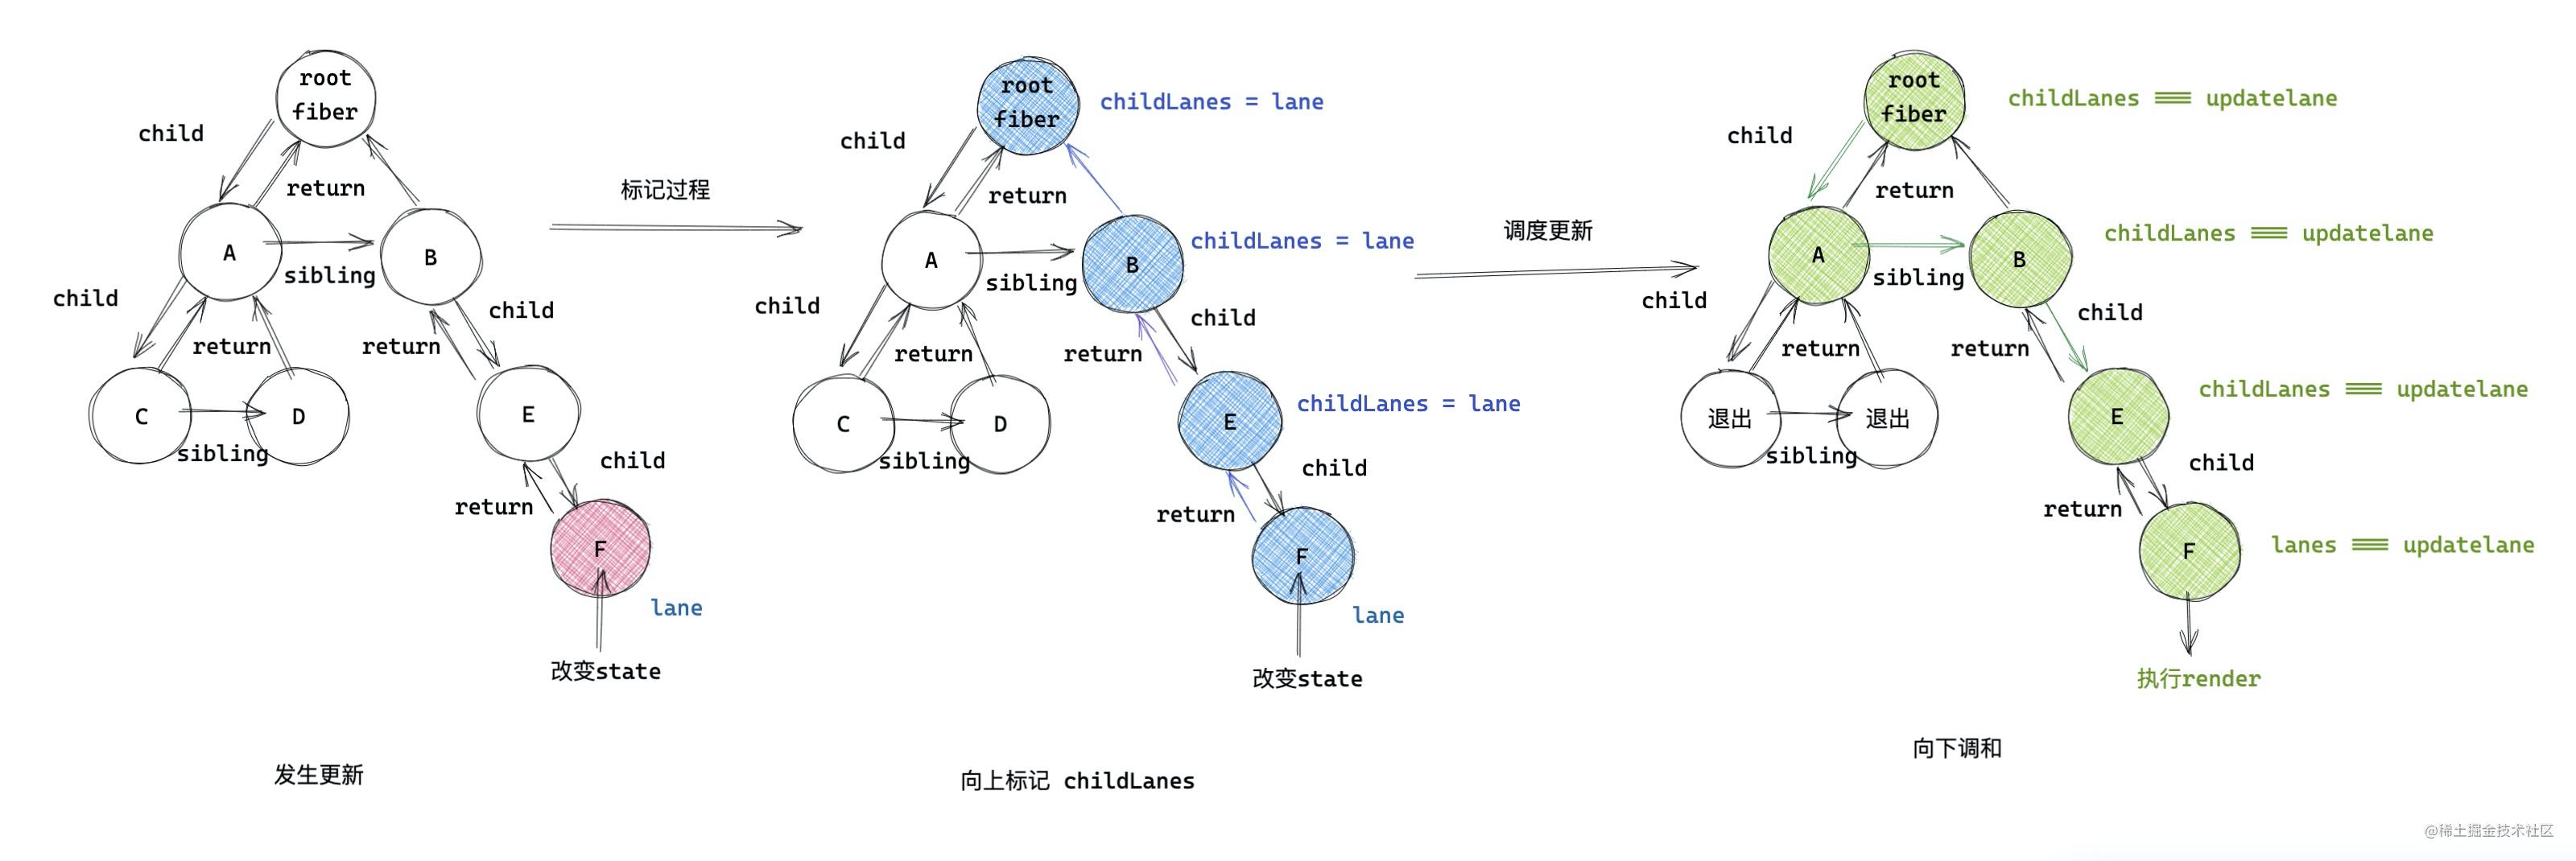 root
fiber
child
return
A
B
sibling
child
child
return
return
C
D
E
sibling
child
return
F
lane
改变state
发生更新
标记过程
root
fiber
childLanes = lane
child
return
A
B
childLanes = lane
sibling
child
child
return
return
C
D
E
childLanes = lane
sibling
child
return
F
lane
改变state
向上标记 childLanes
调度更新
root
fiber
childLanes === updatelane
child
return
A
B
childLanes === updatelane
sibling
child
child
return
return
退出
退出
E
childLanes === updatelane
sibling
child
return
F
lanes === updatelane
执行render
向下调和
@稀土掘金技术社区